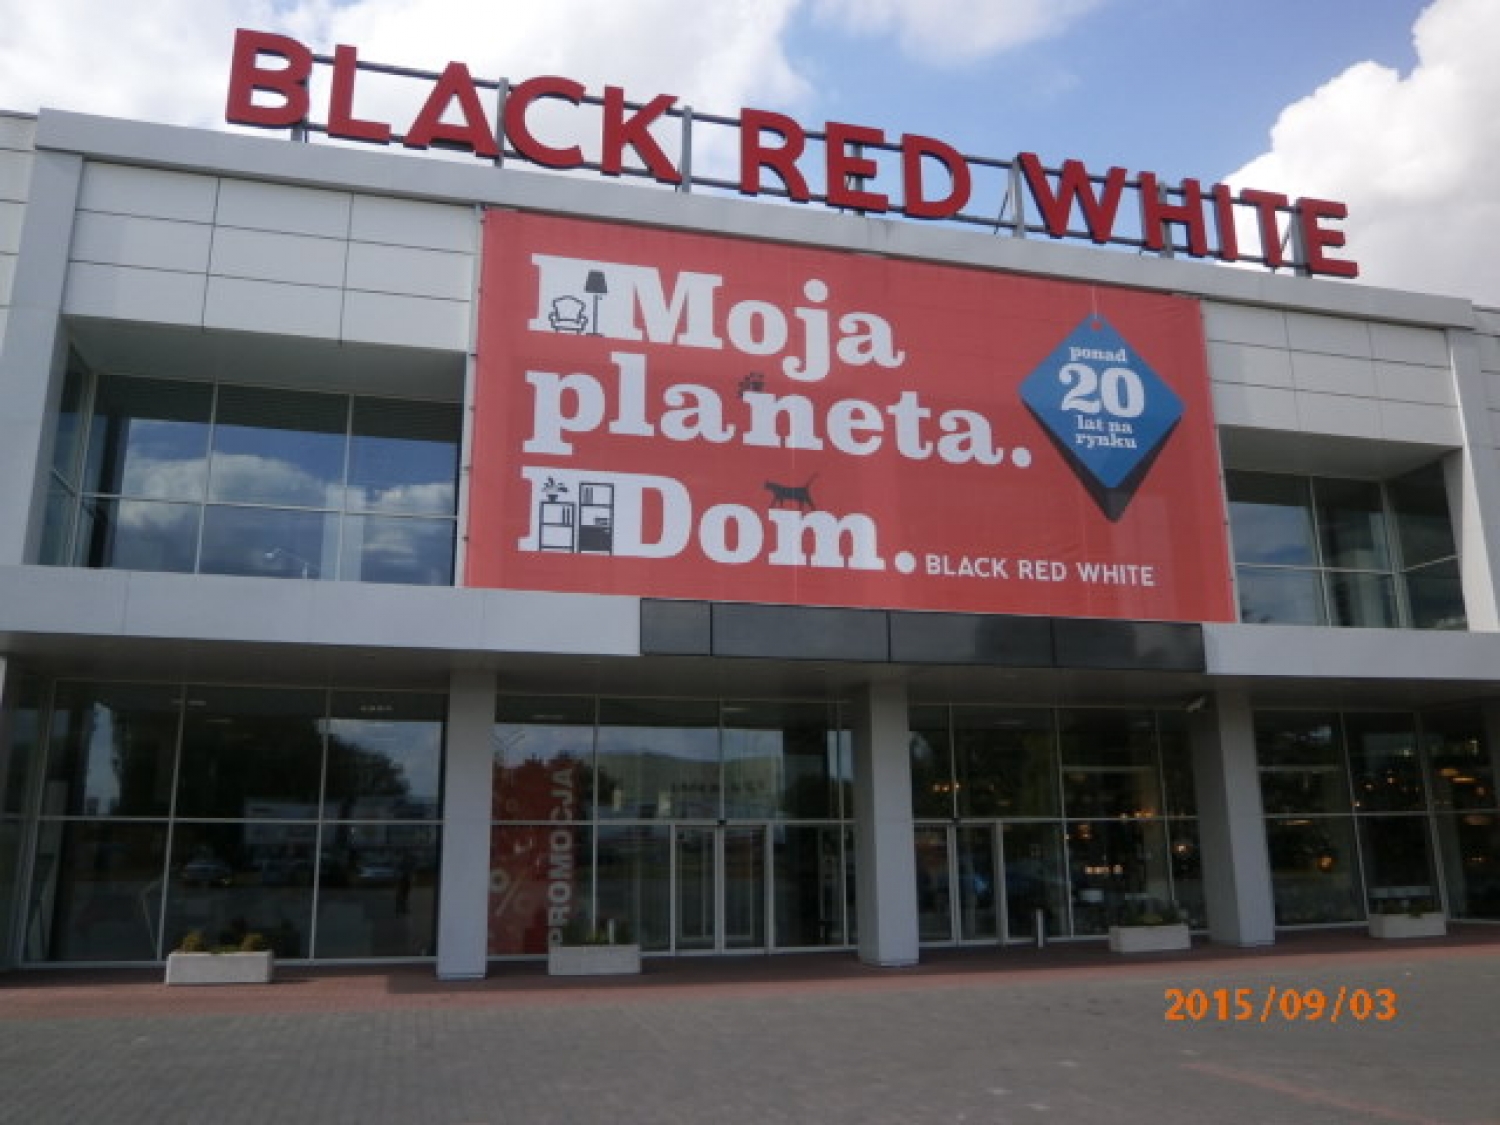 BLACK RED WHITE
Moja
planeta.
Dom.
BLACK RED WHITE
ponad
20
lat na
rynku
PROMOCJA
%
2015/09/03